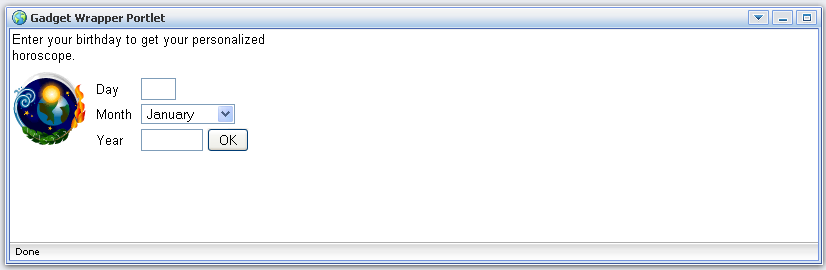 Gadget Wrapper Portlet
Enter your birthday to get your personalized
horoscope.
Day
Month January
Year OK
Done